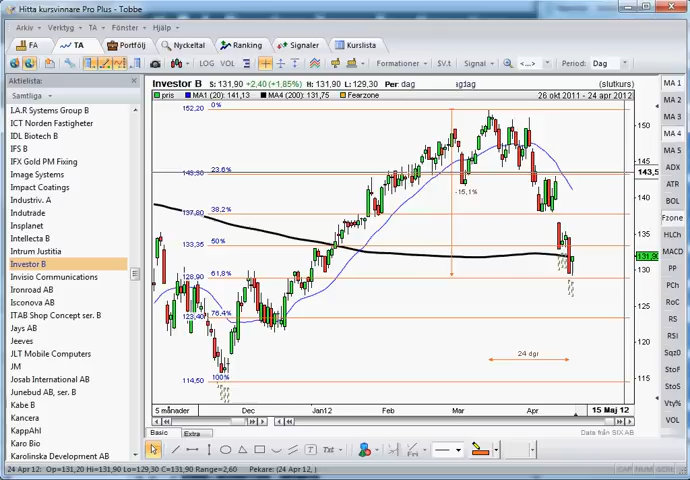 Hitta kursvinnare Pro Plus - Tobbe
Arkiv Verktyg TA Fönster Hjälp
FA TA Portfölj Nyckeltal Ranking Signaler Kurslista
LOG VOL Formationer S.V.t Signal Period: Dag
Aktielista:
Samtliga
I.A.R Systems Group B
ICT Norden Fastigheter
IDL Biotech B
IFS B
IFX Gold PM Fixing
Image Systems
Impact Coatings
Industriv. A
Indutrade
Insplanet
Intellecta B
Intrum Justitia
Investor B
Invisio Communications
Ironroad AB
Isconova AB
ITAB Shop Concept ser. B
Jays AB
Jeeves
JLT Mobile Computers
JM
Josab International AB
Junebud AB, ser. B
Kabe B
Kancera
KappAhl
Karo Bio
Karolinska Development AB
Investor B S: 131,90 +2,40 (+1,85%) H: 131,90 L: 129,30 Per: dag igdag (slutkurs)
pris MA1 (20): 141,13 MA4 (200): 131,75 Fearzone 26 okt 2011 - 24 apr 2012
152,20 0%
23.6%
137,80 38,2%
133,35 50%
128,90 61,8%
76,4%
114,50 100%
-15,1%
24 dgr
150
145
143,5
140
135
131,90
130
125
120
115
5 månader Dec Jan12 Feb Mar Apr 15 Maj 12
Basic Extra
Data från SIX AB
MA 1
MA 2
MA 3
MA 4
MA 5
ADX
ATR
BOL
Fzone
HLCh
MACD
PP
PCh
RoC
RS
RSi
Sqz0
StoF
StoS
Vty%
VOL
T Txt Fri
24 Apr 12: Op=131,20 Hi=131,90 Lo=129,30 C=131,90 Range=2,60 Pekare: (24 Apr 12, )
CAP NUM SCRL